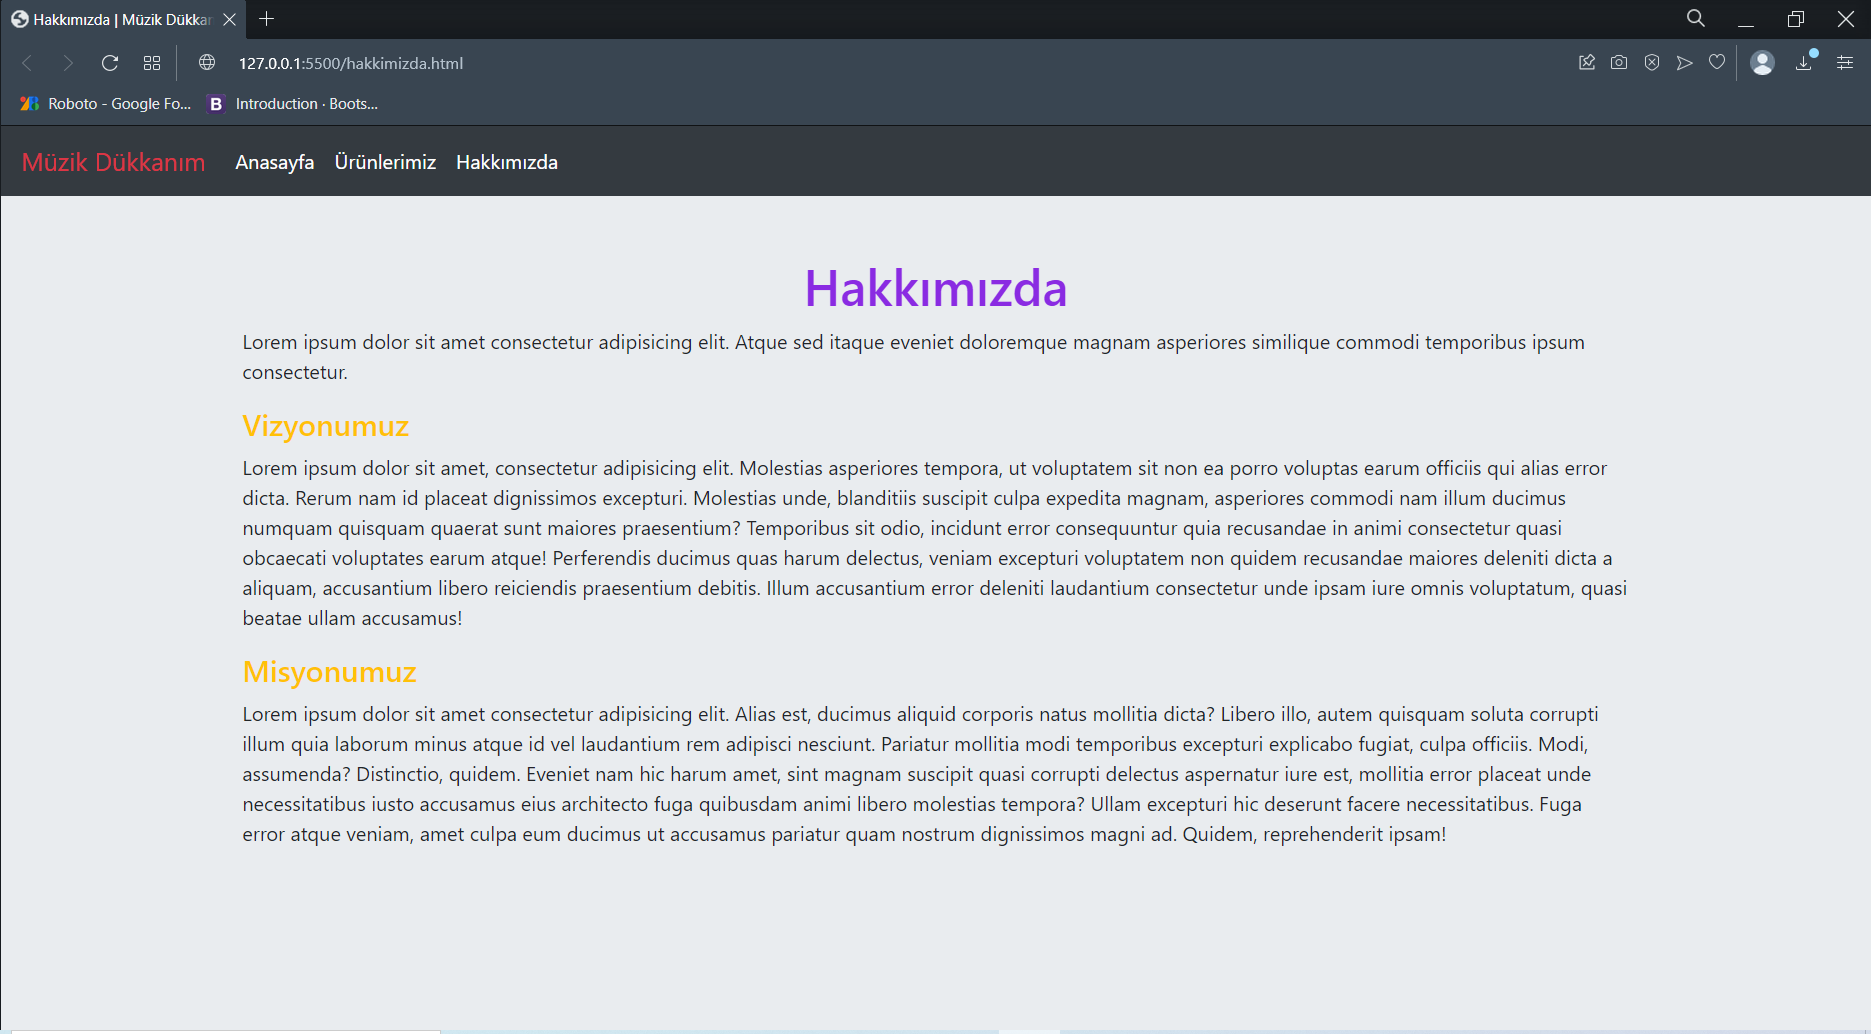 Hakkımızda | Müzik Dükkar
127.0.0.1:5500/hakkimizda.html
Roboto - Google Fo... B Introduction · Boots...
Müzik Dükkanım Anasayfa Ürünlerimiz Hakkımızda
Hakkımızda
Lorem ipsum dolor sit amet consectetur adipisicing elit. Atque sed itaque eveniet doloremque magnam asperiores similique commodi temporibus ipsum
consectetur.
Vizyonumuz
Lorem ipsum dolor sit amet, consectetur adipisicing elit. Molestias asperiores tempora, ut voluptatem sit non ea porro voluptas earum officiis qui alias error
dicta. Rerum nam id placeat dignissimos excepturi. Molestias unde, blanditiis suscipit culpa expedita magnam, asperiores commodi nam illum ducimus
numquam quisquam quaerat sunt maiores praesentium? Temporibus sit odio, incidunt error consequuntur quia recusandae in animi consectetur quasi
obcaecati voluptates earum atque! Perferendis ducimus quas harum delectus, veniam excepturi voluptatem non quidem recusandae maiores deleniti dicta a
aliquam, accusantium libero reiciendis praesentium debitis. Illum accusantium error deleniti laudantium consectetur unde ipsam iure omnis voluptatum, quasi
beatae ullam accusamus!
Misyonumuz
Lorem ipsum dolor sit amet consectetur adipisicing elit. Alias est, ducimus aliquid corporis natus mollitia dicta? Libero illo, autem quisquam soluta corrupti
illum quia laborum minus atque id vel laudantium rem adipisci nesciunt. Pariatur mollitia modi temporibus excepturi explicabo fugiat, culpa officiis. Modi,
assumenda? Distinctio, quidem. Eveniet nam hic harum amet, sint magnam suscipit quasi corrupti delectus aspernatur iure est, mollitia error placeat unde
necessitatibus iusto accusamus eius architecto fuga quibusdam animi libero molestias tempora? Ullam excepturi hic deserunt facere necessitatibus. Fuga
error atque veniam, amet culpa eum ducimus ut accusamus pariatur quam nostrum dignissimos magni ad. Quidem, reprehenderit ipsam!